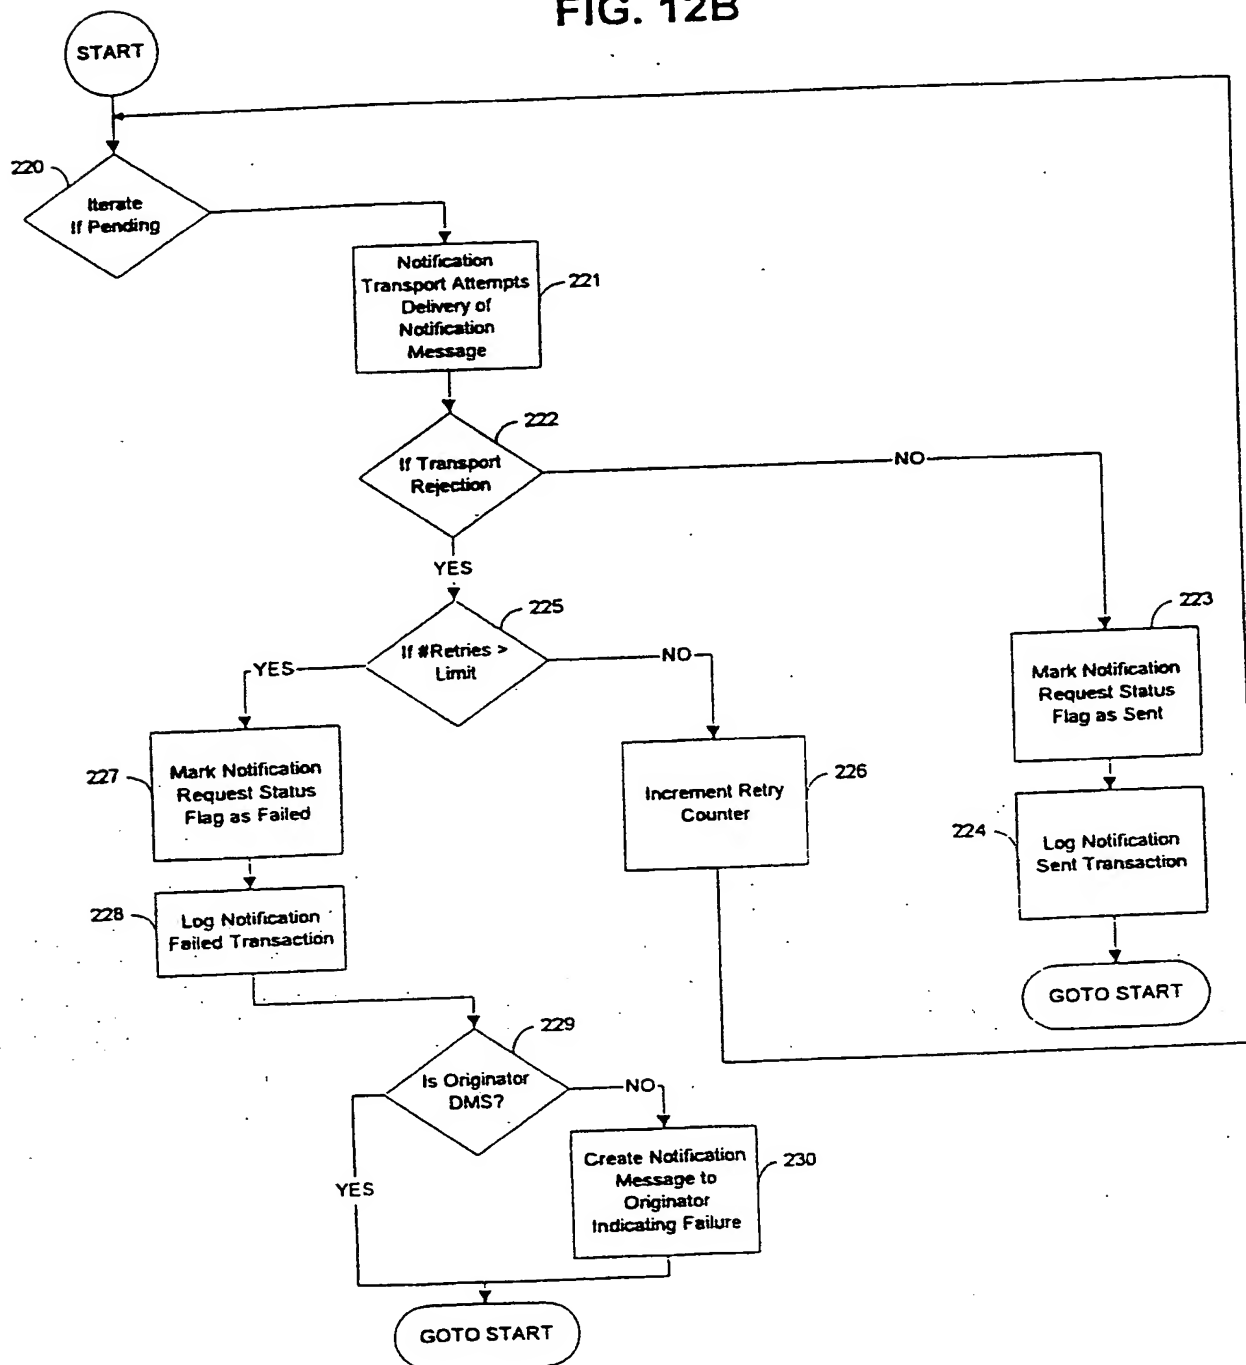 FIG. 12B
START
220
Iterate
If Pending
Notification
Transport Attempts
Delivery of
Notification
Message
221
222
If Transport
Rejection
NO
YES
225
If #Retries >
Limit
YES
NO
223
Mark Notification
Request Status
Flag as Sent
227
Mark Notification
Request Status
Flag as Failed
226
Increment Retry
Counter
224
Log Notification
Sent Transaction
228
Log Notification
Failed Transaction
GOTO START
229
Is Originator
DMS?
NO
YES
Create Notification
Message to
Originator
Indicating Failure
230
GOTO START